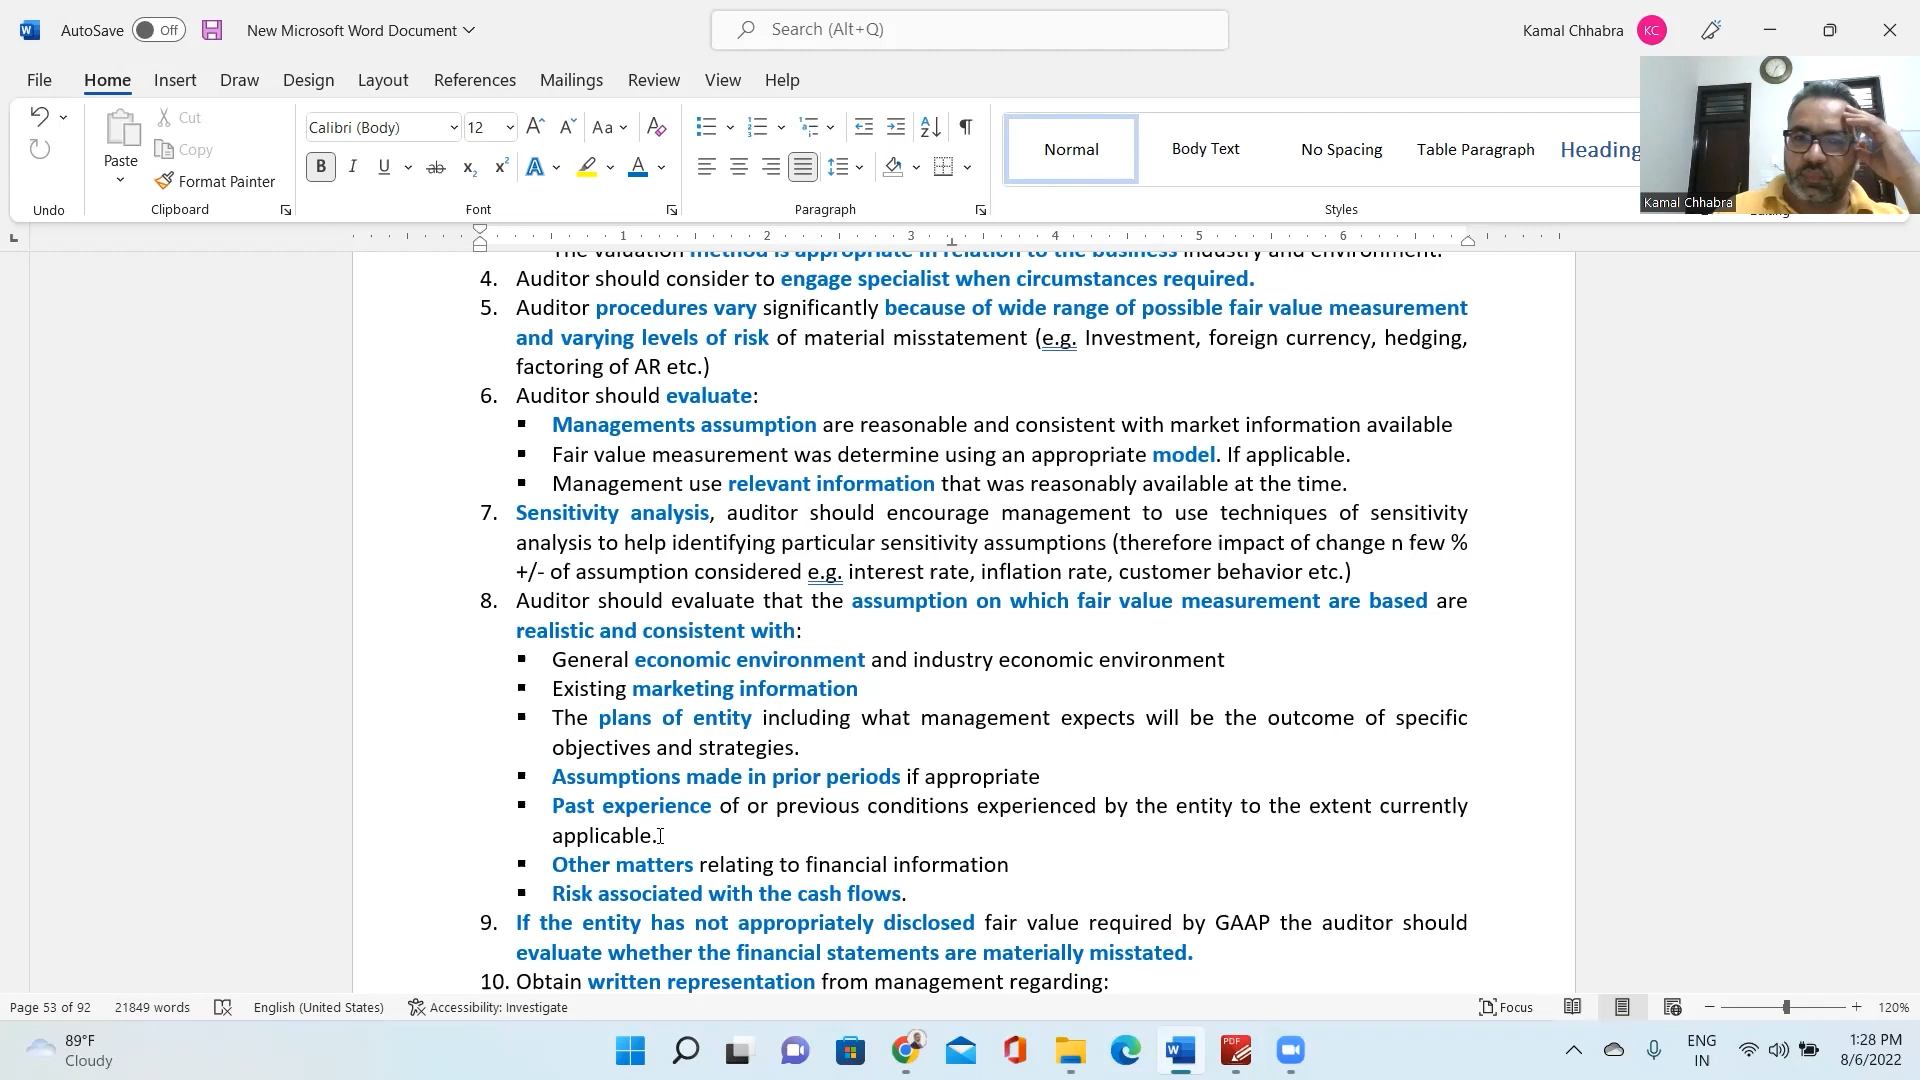 AutoSave Off New Microsoft Word Document Search (Alt+Q) Kamal Chhabra KC
File Home Insert Draw Design Layout References Mailings Review View Help
Paste Cut Copy Format Painter
Calibri (Body) 12 Aa
Normal Body Text No Spacing Table Paragraph Heading
Undo Clipboard Font Paragraph Styles
Kamal Chhabra
1 2 3 4 5 6
The valuation method is appropriate in relation to the business industry and environment.
4. Auditor should consider to engage specialist when circumstances required.
5. Auditor procedures vary significantly because of wide range of possible fair value measurement
and varying levels of risk of material misstatement (e.g. Investment, foreign currency, hedging,
factoring of AR etc.)
6. Auditor should evaluate:
▪ Managements assumption are reasonable and consistent with market information available
▪ Fair value measurement was determine using an appropriate model. If applicable.
▪ Management use relevant information that was reasonably available at the time.
7. Sensitivity analysis, auditor should encourage management to use techniques of sensitivity
analysis to help identifying particular sensitivity assumptions (therefore impact of change n few %
+/- of assumption considered e.g. interest rate, inflation rate, customer behavior etc.)
8. Auditor should evaluate that the assumption on which fair value measurement are based are
realistic and consistent with:
▪ General economic environment and industry economic environment
▪ Existing marketing information
▪ The plans of entity including what management expects will be the outcome of specific
objectives and strategies.
▪ Assumptions made in prior periods if appropriate
▪ Past experience of or previous conditions experienced by the entity to the extent currently
applicable.
▪ Other matters relating to financial information
▪ Risk associated with the cash flows.
9. If the entity has not appropriately disclosed fair value required by GAAP the auditor should
evaluate whether the financial statements are materially misstated.
10. Obtain written representation from management regarding:
Page 53 of 92 21849 words English (United States) Accessibility: Investigate Focus 120%
89°F
Cloudy
ENG
IN
1:28 PM
8/6/2022